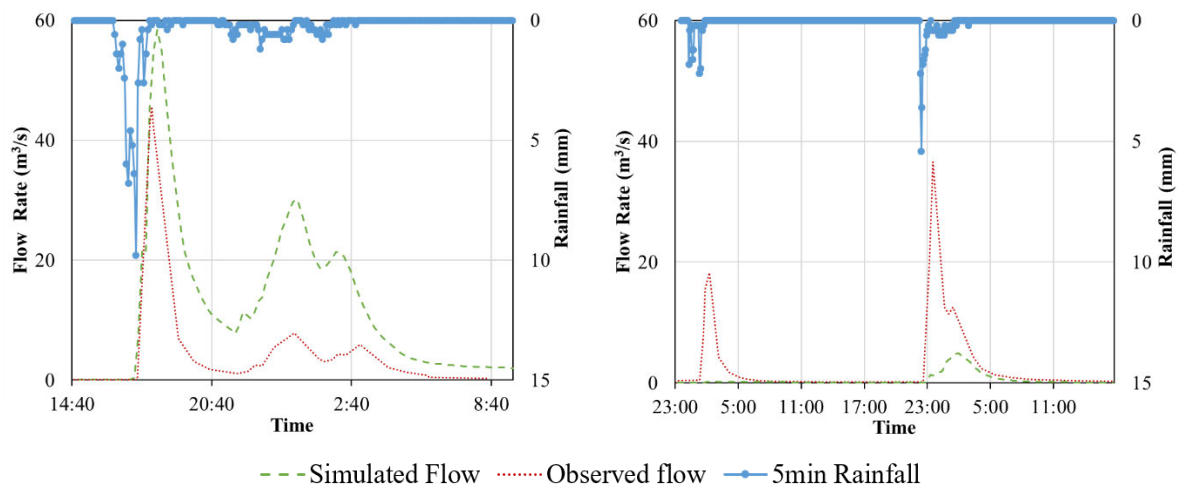 60 0 60 0
40 5 40 5
20 10 20 10
0 15 0 15
Flow Rate (m³/s)
Rainfall (mm)
Flow Rate (m³/s)
Rainfall (mm)
14:40 20:40 2:40 8:40
23:00 5:00 11:00 17:00 23:00 5:00 11:00
Time
Time
Simulated Flow Observed flow 5min Rainfall